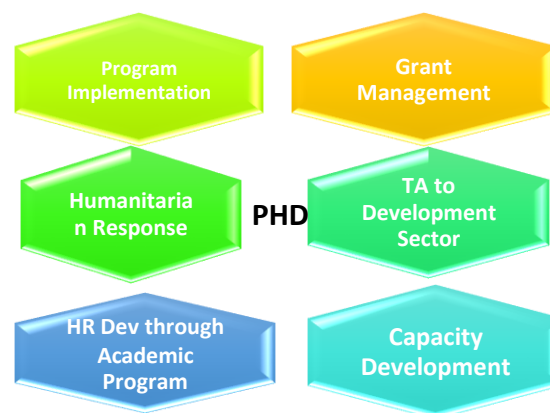 Program
Implementation
Grant
Management
Humanitaria
n Response
PHD
TA to
Development
Sector
HR Dev through
Academic
Program
Capacity
Development